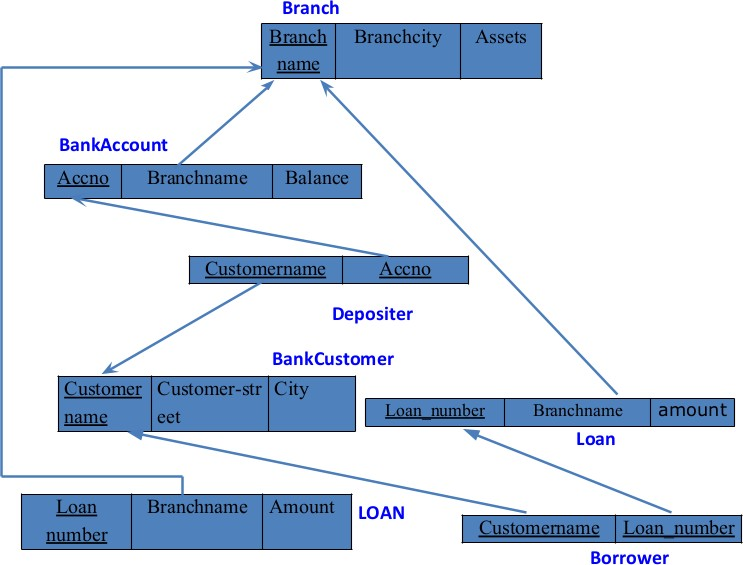 Branch
Branch name Branchcity Assets
BankAccount
Accno Branchname Balance
Customername Accno
Depositer
BankCustomer
Customer name Customer-str eet City
Loan_number Branchname amount
Loan
Loan number Branchname Amount
LOAN
Customername Loan_number
Borrower